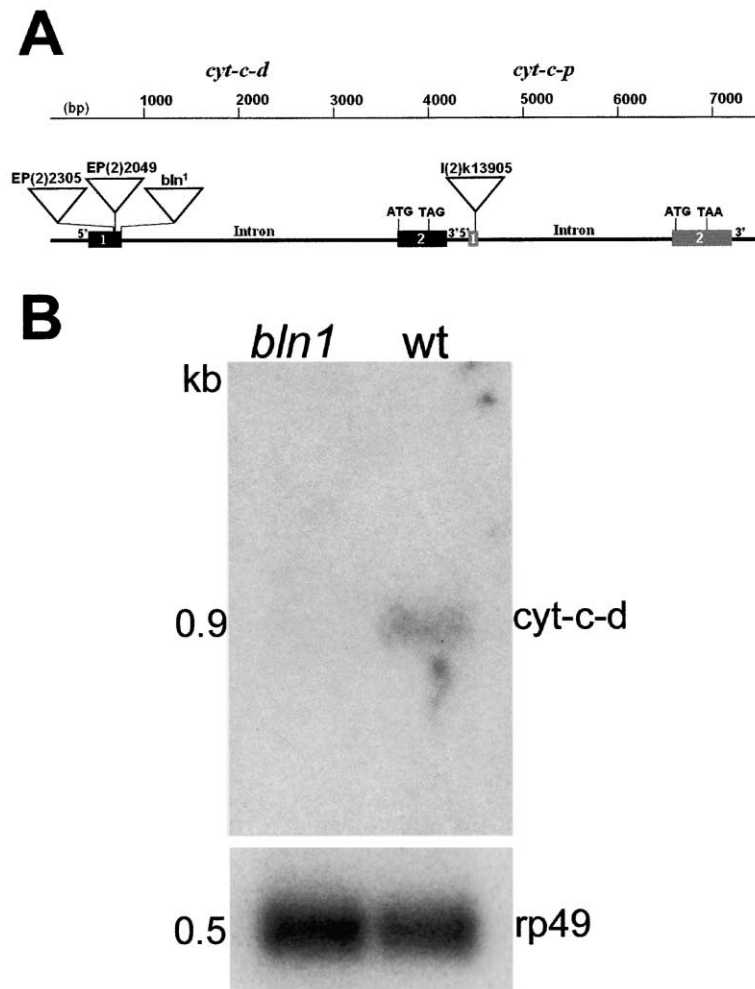 A
cyt-c-d cyt-c-p
(bp) 1000 2000 3000 4000 5000 6000 7000
EP(2)2305 EP(2)2049 bln¹ l(2)k13905
ATG TAG ATG TAA
5' 1 Intron 2 3' 5' 1 Intron 2 3'
B
bln1 wt
kb
0.9 cyt-c-d
0.5 rp49